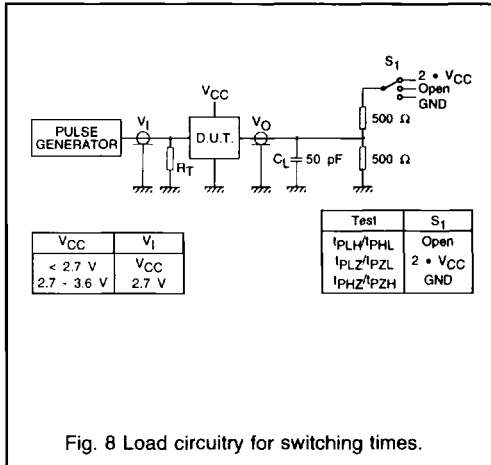 S1
2 • VCC
Open
GND
VCC
500 Ω
PULSE
GENERATOR
VI
D.U.T.
VO
RT
CL
50 pF
500 Ω
VCC VI
< 2.7 V VCC
2.7 - 3.6 V 2.7 V
Test S1
tPLH/tPHL Open
tPLZ/tPZL 2 • VCC
tPHZ/tPZH GND
Fig. 8 Load circuitry for switching times.